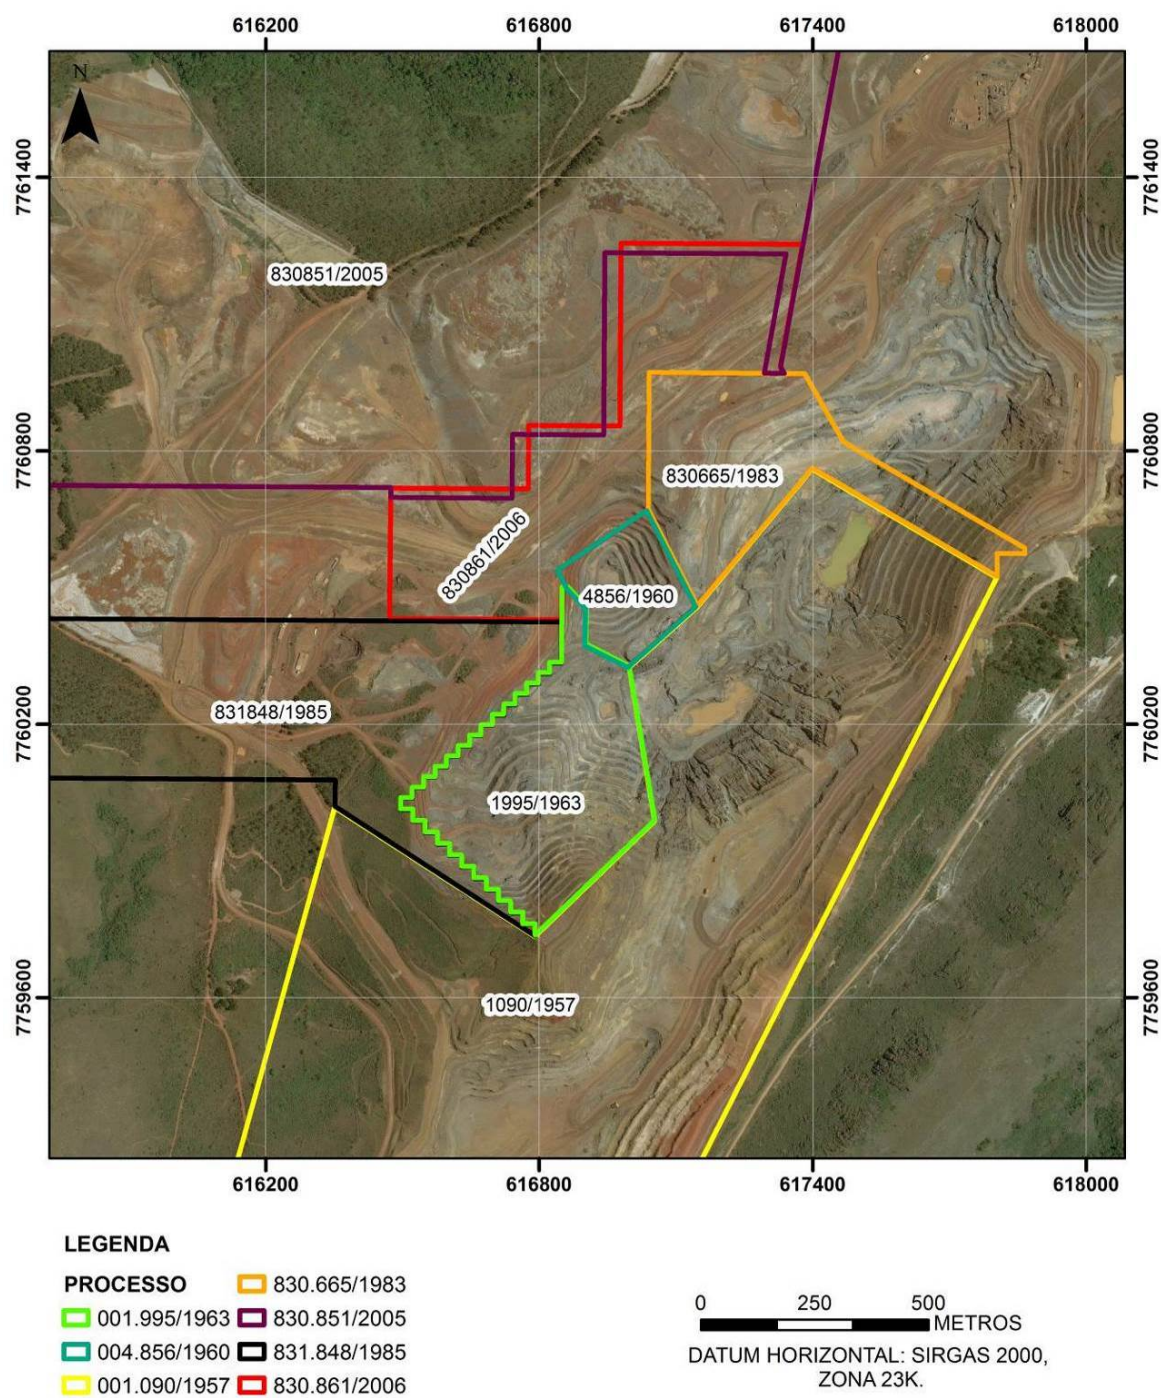 616200 616800 617400 618000
N
7761400 7761400
830851/2005
7760800 7760800
830665/1983
830861/2006
4856/1960
831848/1985
7760200 7760200
1995/1963
1090/1957
7759600 7759600
616200 616800 617400 618000
LEGENDA
PROCESSO
001.995/1963
004.856/1960
001.090/1957
830.665/1983
830.851/2005
831.848/1985
830.861/2006
0 250 500
METROS
DATUM HORIZONTAL: SIRGAS 2000,
ZONA 23K.